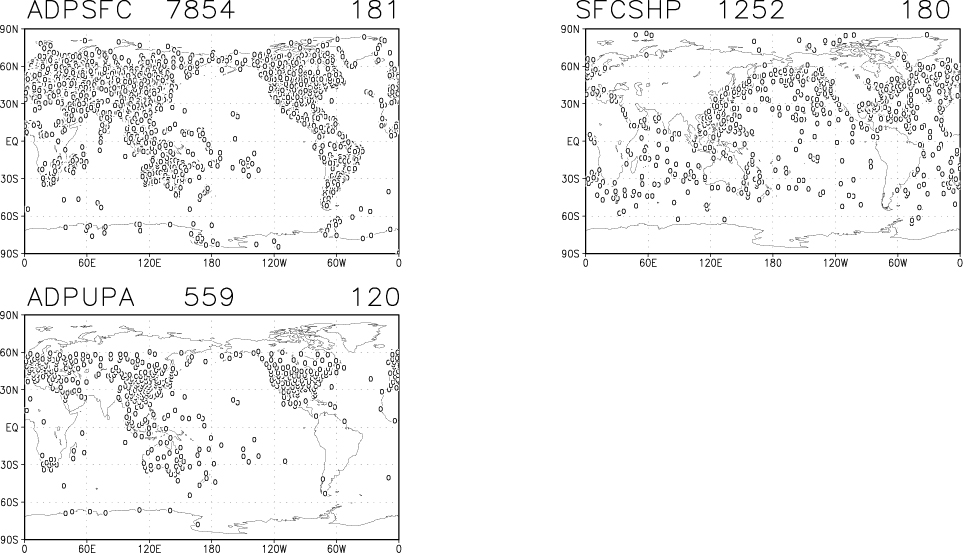 ADPSFC 7854 181
90N
60N
30N
EQ
30S
60S
90S
0 60E 120E 180 120W 60W 0
SFCSHP 1252 180
90N
60N
30N
EQ
30S
60S
90S
0 60E 120E 180 120W 60W 0
ADPUPA 559 120
90N
60N
30N
EQ
30S
60S
90S
0 60E 120E 180 120W 60W 0